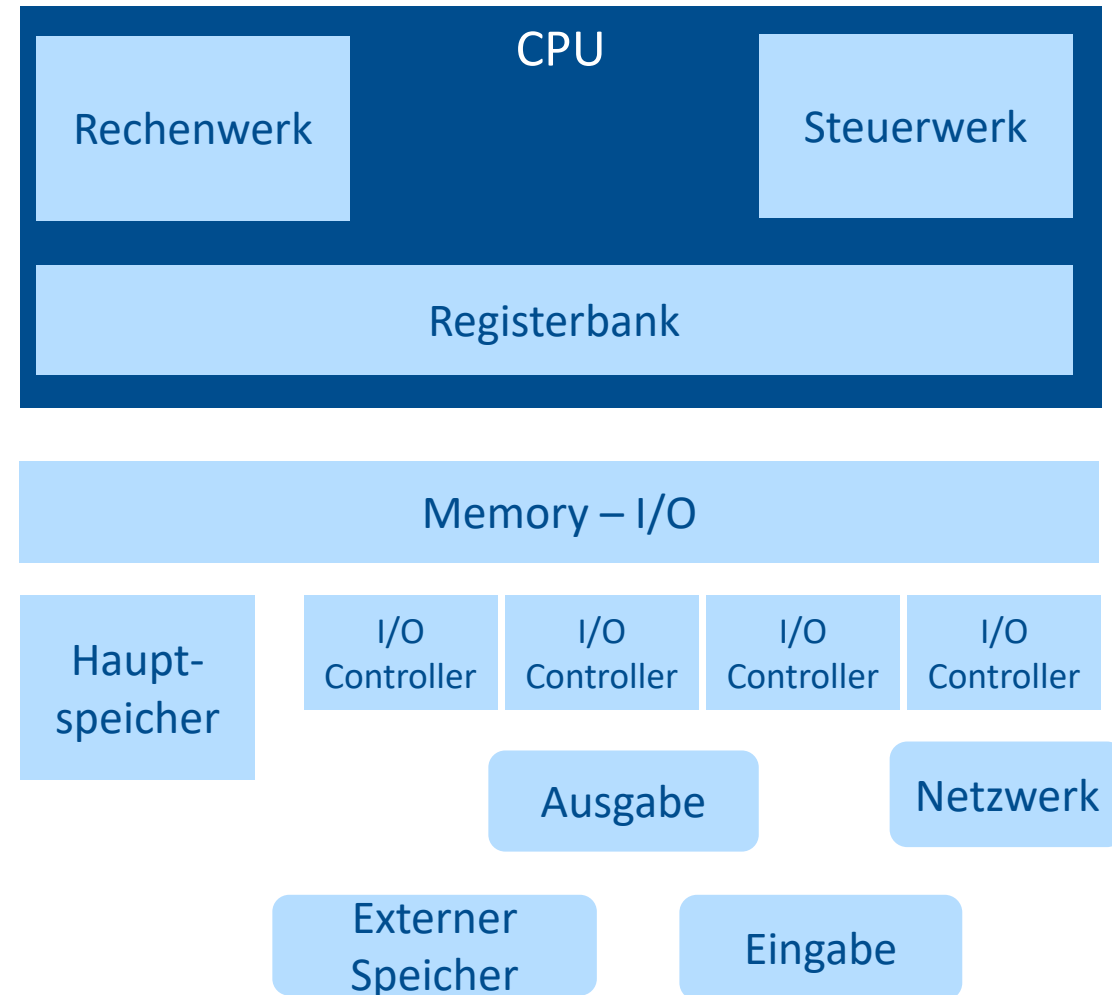 CPU
Rechenwerk
Steuerwerk
Registerbank
Memory – I/O
Haupt-
speicher
I/O
Controller
I/O
Controller
I/O
Controller
I/O
Controller
Ausgabe
Netzwerk
Externer
Speicher
Eingabe